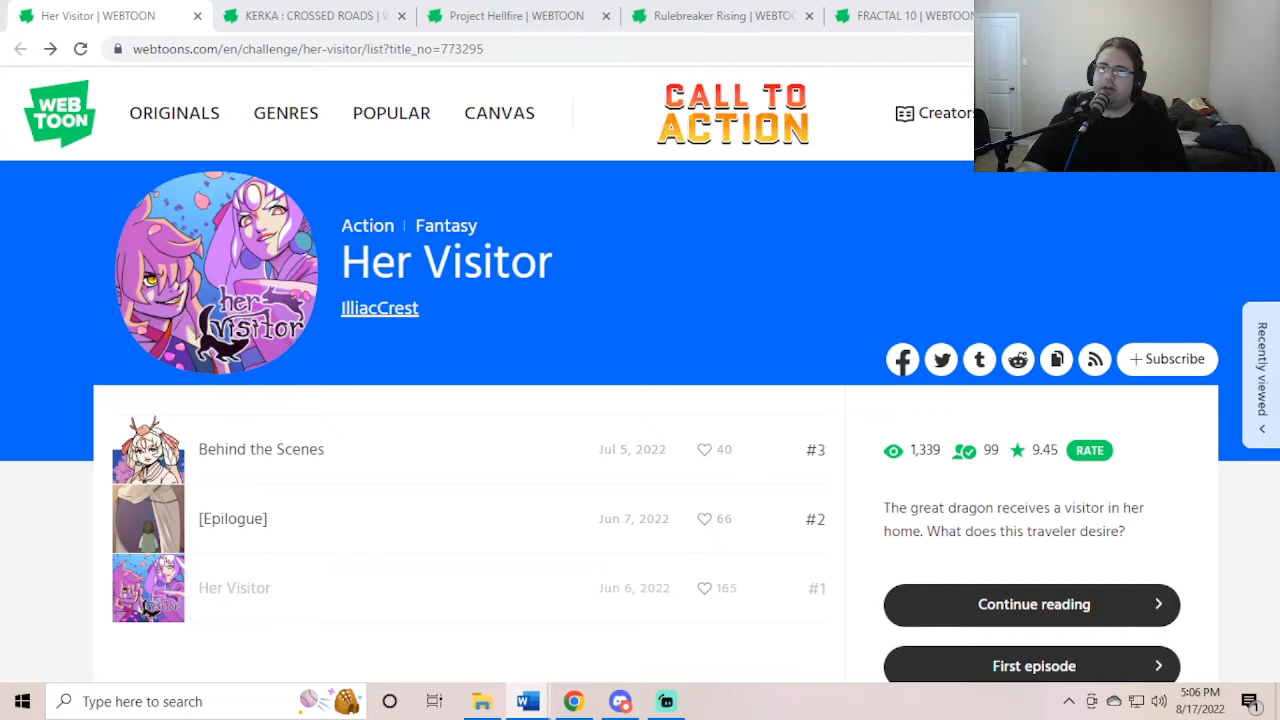 Her Visitor | WEBTOON
KERNA : CROSSED ROADS |
Project Hellfire | WEBTOON
Rulebreaker Rising | WEBTOO
FRACTAL 10 | WEBTOON
webtoons.com/en/challenge/her-visitor/list?title_no=773295
WEB
TOON
ORIGINALS
GENRES
POPULAR
CANVAS
CALL TO
ACTION
Creators
Action
Fantasy
Her Visitor
IlliacCrest
her
visitor
Recently viewed
+ Subscribe
Behind the Scenes
Jul 5, 2022
40
#3
[Epilogue]
Jun 7, 2022
66
#2
Her Visitor
Jun 6, 2022
165
#1
1,339
99
9.45
RATE
The great dragon receives a visitor in her
home. What does this traveler desire?
Continue reading
First episode
Type here to search
5:06 PM
8/17/2022
1